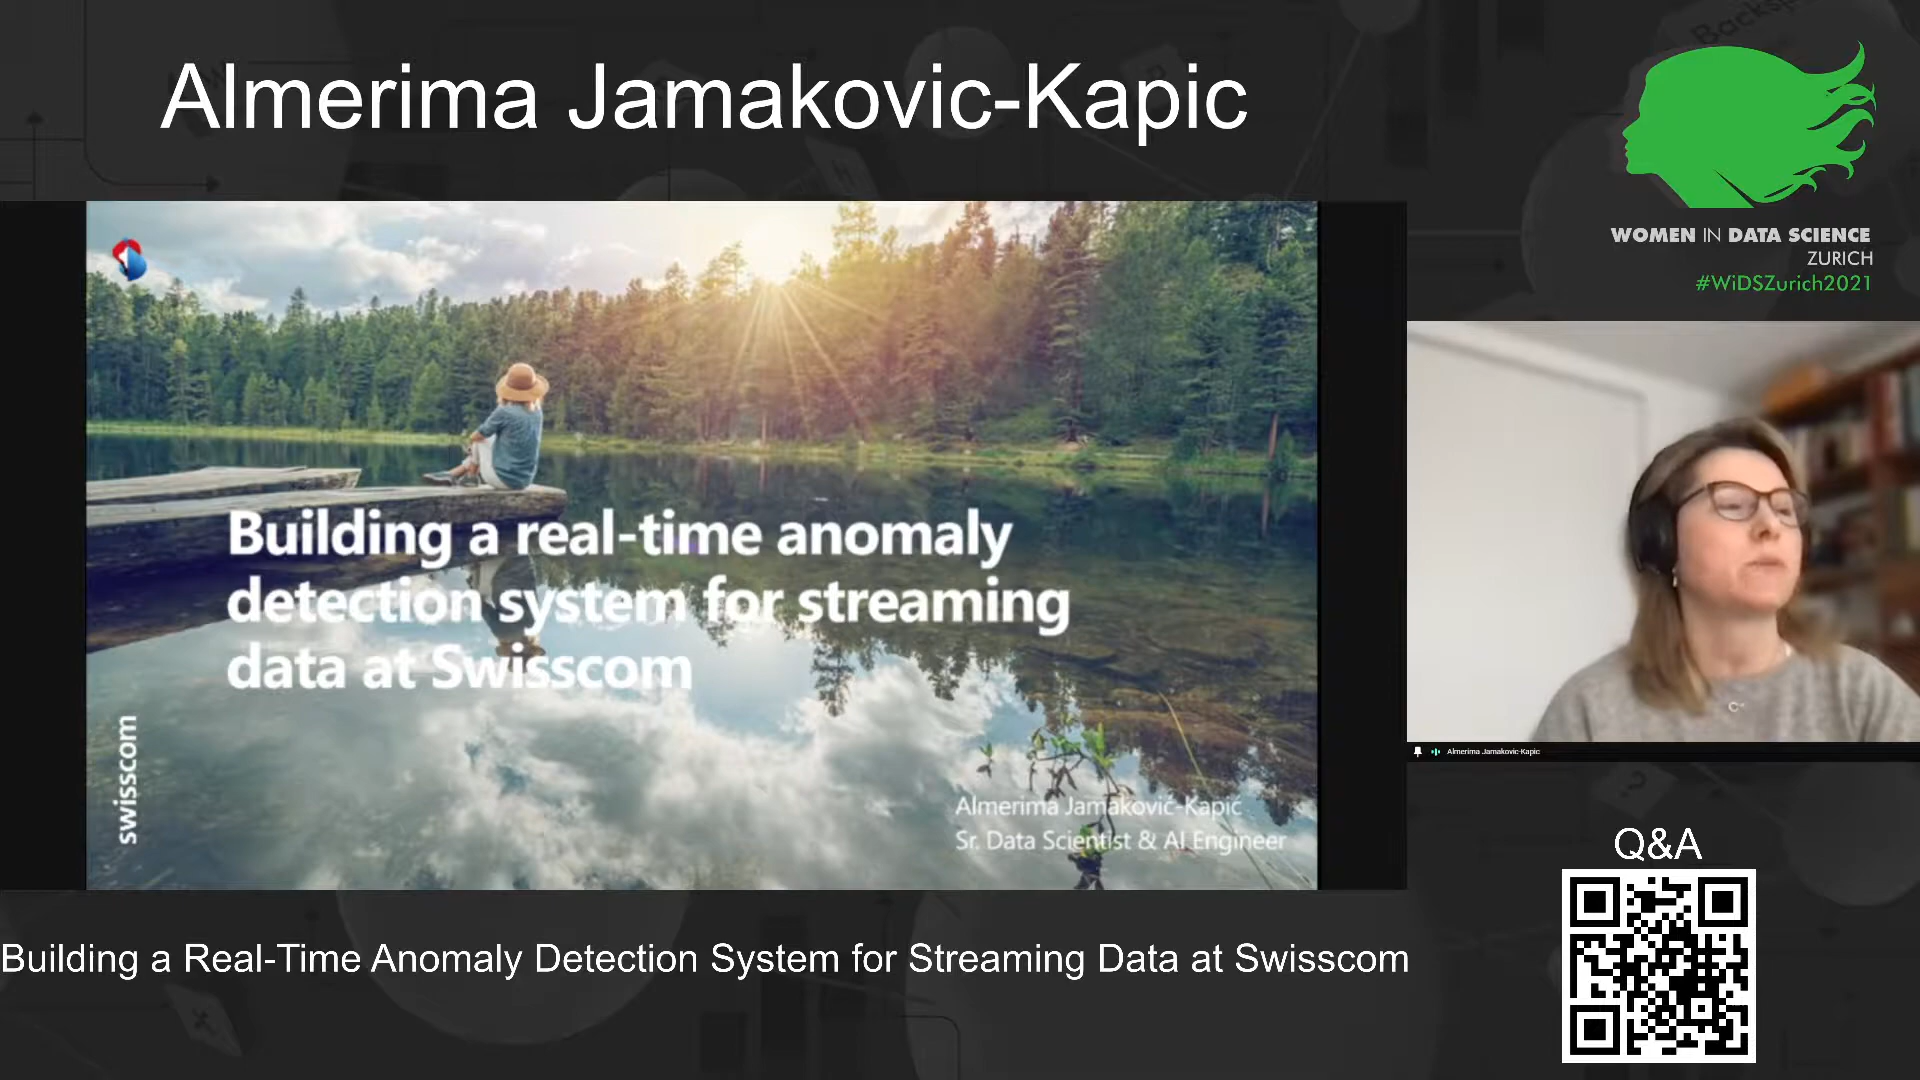 Almerima Jamakovic-Kapic
WOMEN IN DATA SCIENCE
ZURICH
#WiDSZurich2021
Building a real-time anomaly
detection system for streaming
data at Swisscom
swisscom
Almerima Jamaković-Kapic
Sr. Data Scientist & AI Engineer
Almerima Jamakovic-Kapic
Q&A
Building a Real-Time Anomaly Detection System for Streaming Data at Swisscom